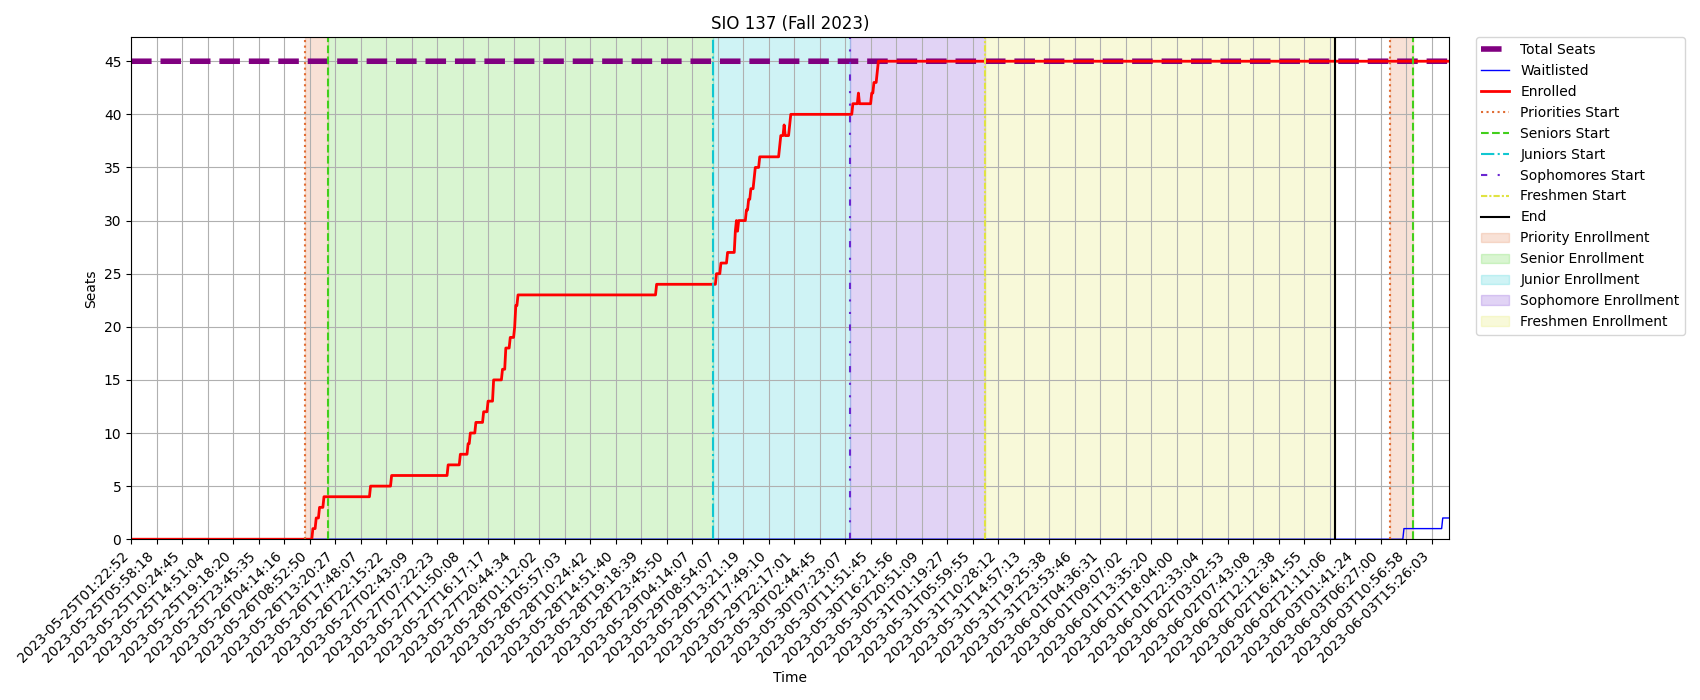 SIO 137 (Fall 2023)
Seats
45
40
35
30
25
20
15
10
5
0
2023-05-25T01:22:52
2023-05-25T05:58:18
2023-05-25T10:24:45
2023-05-25T14:51:04
2023-05-25T19:18:20
2023-05-25T23:45:35
2023-05-26T04:14:16
2023-05-26T08:52:50
2023-05-26T13:20:27
2023-05-26T17:48:07
2023-05-26T22:15:22
2023-05-27T02:43:09
2023-05-27T07:22:23
2023-05-27T11:50:08
2023-05-27T16:17:17
2023-05-27T20:44:34
2023-05-28T01:12:02
2023-05-28T05:57:03
2023-05-28T10:24:42
2023-05-28T14:51:40
2023-05-28T19:18:39
2023-05-28T23:45:50
2023-05-29T04:14:07
2023-05-29T08:54:07
2023-05-29T13:21:19
2023-05-29T17:49:10
2023-05-29T22:17:01
2023-05-30T02:44:45
2023-05-30T07:23:07
2023-05-30T11:51:45
2023-05-30T16:21:56
2023-05-30T20:51:09
2023-05-31T01:19:27
2023-05-31T05:59:55
2023-05-31T10:28:12
2023-05-31T14:57:13
2023-05-31T19:25:38
2023-05-31T23:53:46
2023-06-01T04:36:31
2023-06-01T09:07:02
2023-06-01T13:35:20
2023-06-01T18:04:00
2023-06-01T22:33:04
2023-06-02T03:02:53
2023-06-02T07:43:08
2023-06-02T12:12:38
2023-06-02T16:41:55
2023-06-02T21:11:06
2023-06-03T01:41:24
2023-06-03T06:27:00
2023-06-03T10:56:58
2023-06-03T15:26:03
Time
Total Seats
Waitlisted
Enrolled
Priorities Start
Seniors Start
Juniors Start
Sophomores Start
Freshmen Start
End
Priority Enrollment
Senior Enrollment
Junior Enrollment
Sophomore Enrollment
Freshmen Enrollment